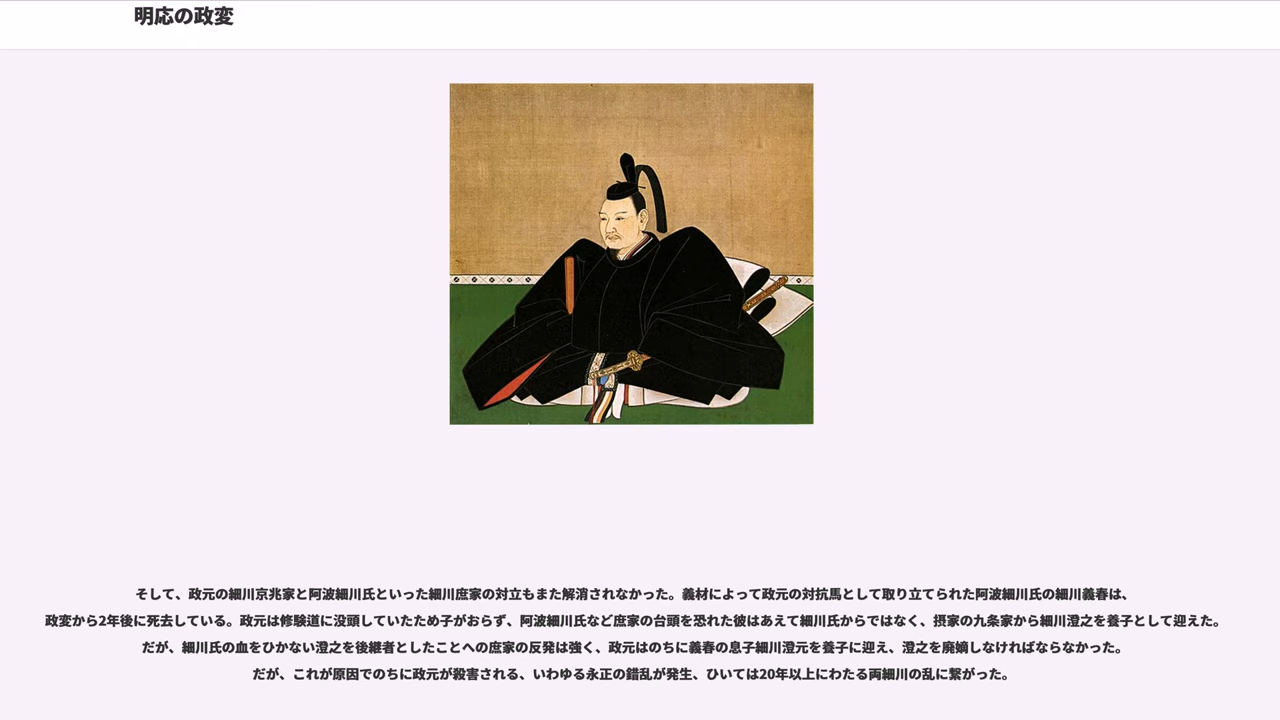 明応の政変
そして、政元の細川京兆家と阿波細川氏といった細川庶家の対立もまた解消されなかった。義材によって政元の対抗馬として取り立てられた阿波細川氏の細川義春は、
政変から2年後に死去している。政元は修験道に没頭していたため子がおらず、阿波細川氏など庶家の台頭を恐れた彼はあえて細川氏からではなく、摂家の九条家から細川澄之を養子として迎えた。
だが、細川氏の血をひかない澄之を後継者としたことへの庶家の反発は強く、政元はのちに義春の息子細川澄元を養子に迎え、澄之を廃嫡しなければならなかった。
だが、これが原因でのちに政元が殺害される、いわゆる永正の錯乱が発生、ひいては20年以上にわたる両細川の乱に繋がった。